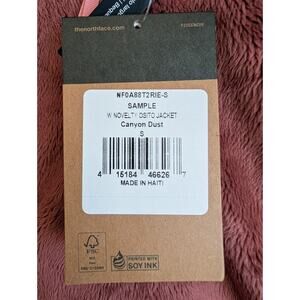 thenorthface.com
NF0A88T2RIE-S
SAMPLE
W NOVELTY OSITO JACKET
Canyon Dust
S
4 15184 46626 7
MADE IN HAITI
FSC
PRINTED WITH
SOY INK